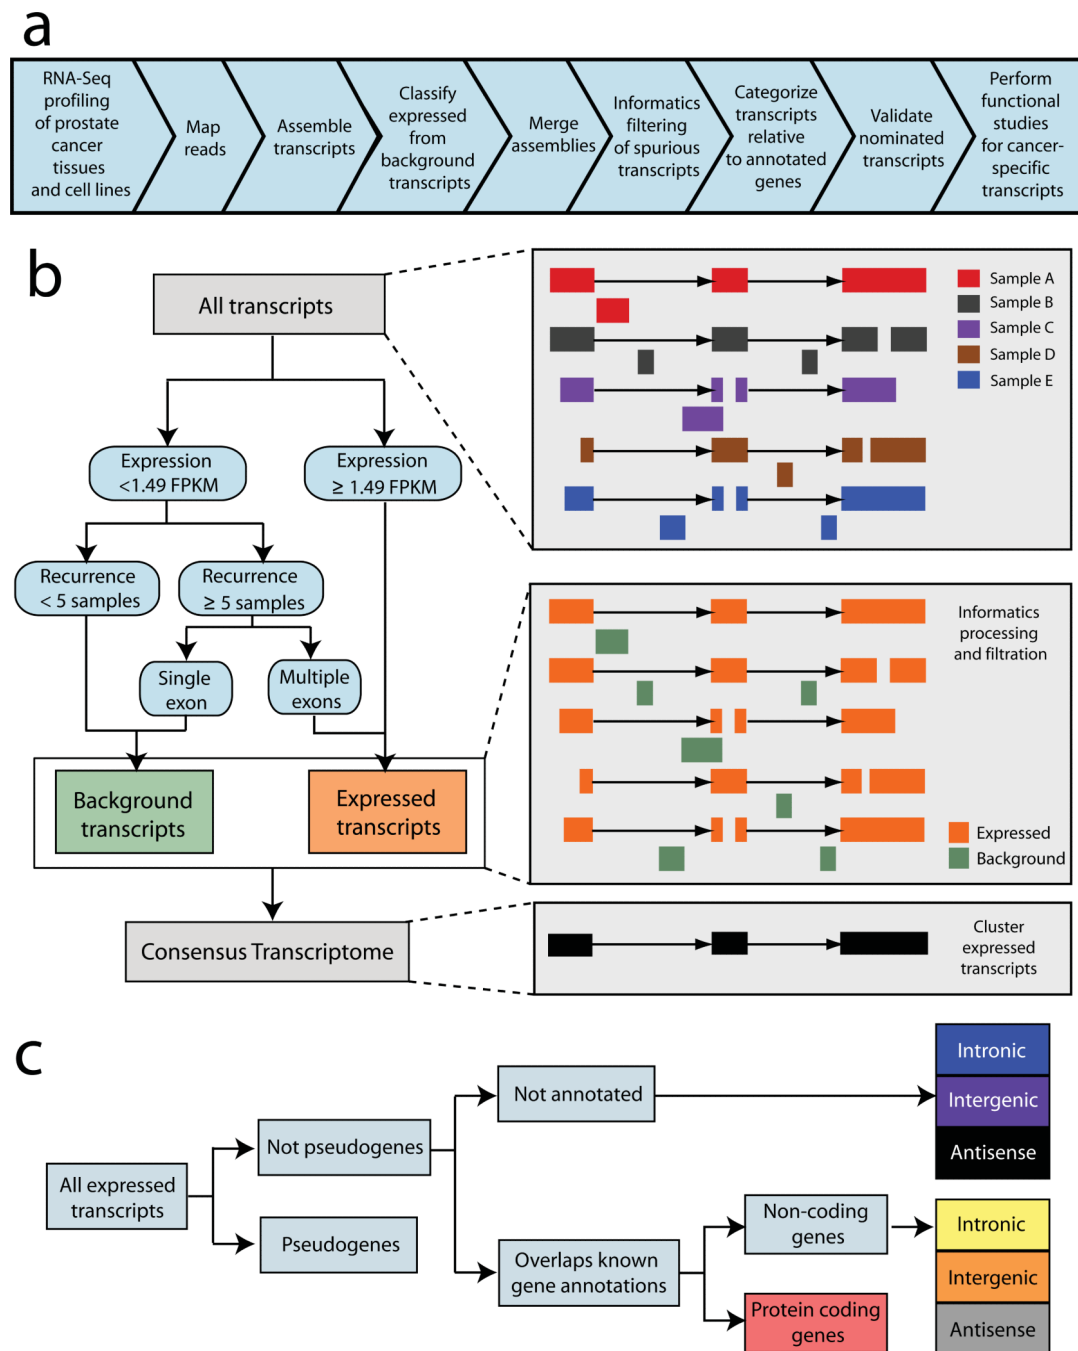 a
RNA-Seq
profiling
of prostate
cancer
tissues
and cell lines
Map
reads
Assemble
transcripts
Classify
expressed
from
background
transcripts
Merge
assemblies
Informatics
filtering
of spurious
transcripts
Categorize
transcripts
relative
to annotated
genes
Validate
nominated
transcripts
Perform
functional
studies
for cancer-
specific
transcripts
b
All transcripts
Expression
<1.49 FPKM
Expression
≥ 1.49 FPKM
Recurrence
< 5 samples
Recurrence
≥ 5 samples
Single
exon
Multiple
exons
Background
transcripts
Expressed
transcripts
Consensus Transcriptome
Sample A
Sample B
Sample C
Sample D
Sample E
Informatics
processing
and filtration
Expressed
Background
Cluster
expressed
transcripts
c
All expressed
transcripts
Not pseudogenes
Pseudogenes
Not annotated
Overlaps known
gene annotations
Non-coding
genes
Protein coding
genes
Intronic
Intergenic
Antisense
Intronic
Intergenic
Antisense